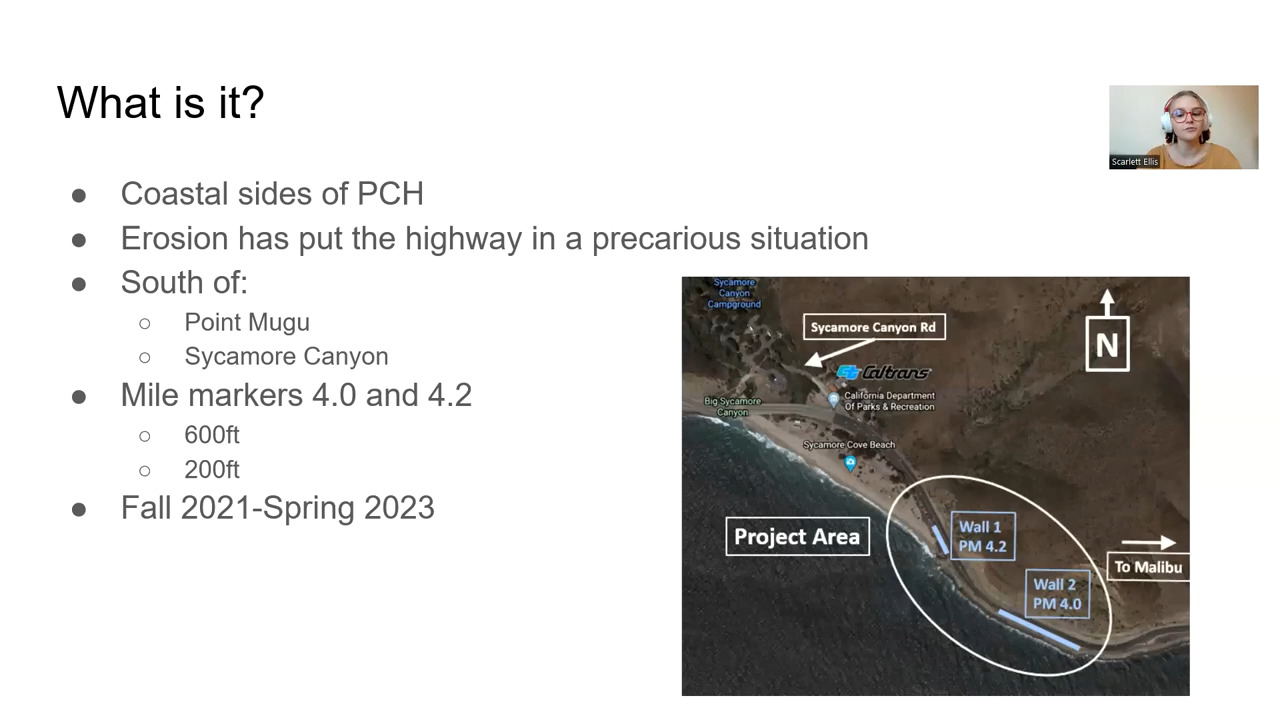 What is it?
Scarlett Ellis
● Coastal sides of PCH
● Erosion has put the highway in a precarious situation
● South of:
○ Point Mugu
○ Sycamore Canyon
● Mile markers 4.0 and 4.2
○ 600ft
○ 200ft
● Fall 2021-Spring 2023
Sycamore
Canyon
Campground
Sycamore Canyon Rd
N
Caltrans
California Department
Of Parks & Recreation
Big Sycamore
Canyon
Sycamore Cove Beach
Project Area
Wall 1
PM 4.2
To Malibu
Wall 2
PM 4.0